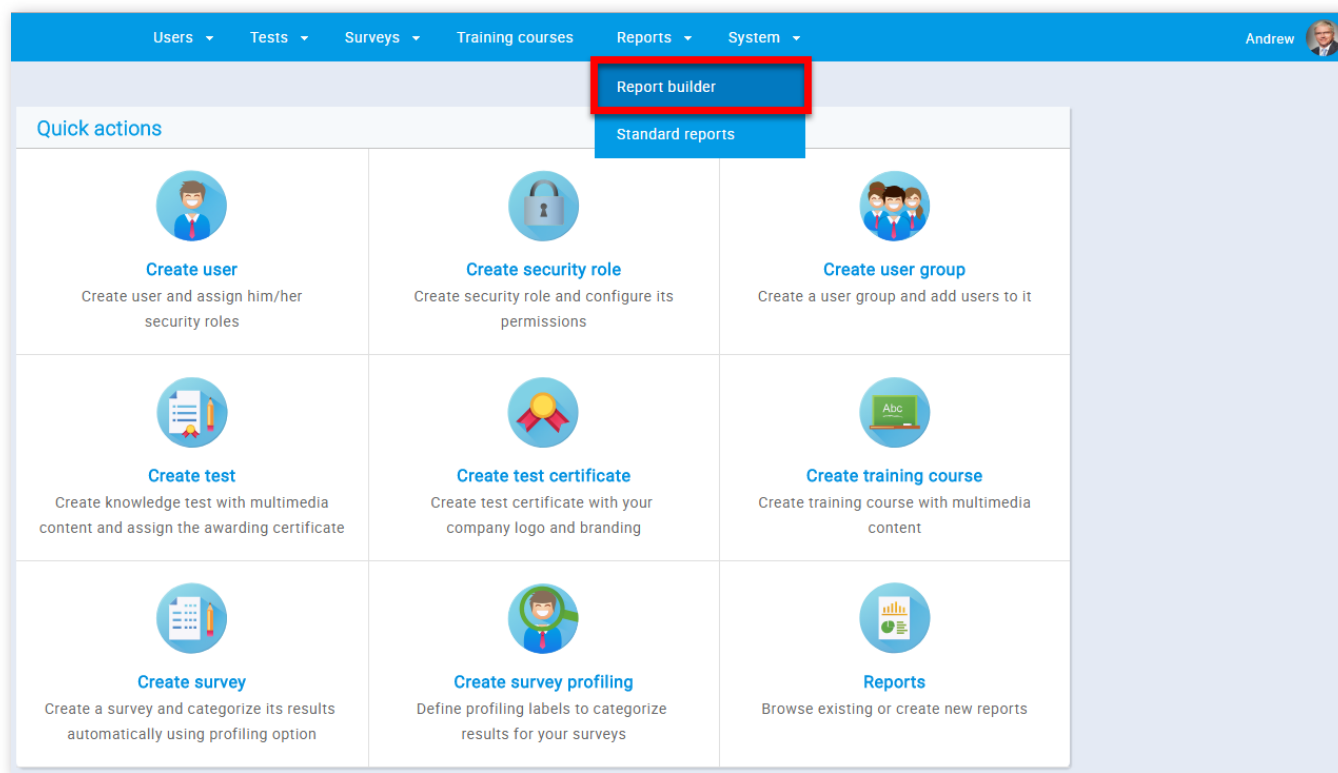 Users Tests Surveys Training courses Reports System Andrew
Report builder
Standard reports
Quick actions
Create user
Create user and assign him/her
security roles
Create security role
Create security role and configure its
permissions
Create user group
Create a user group and add users to it
Create test
Create knowledge test with multimedia
content and assign the awarding certificate
Create test certificate
Create test certificate with your
company logo and branding
Abc
Create training course
Create training course with multimedia
content
Create survey
Create a survey and categorize its results
automatically using profiling option
Create survey profiling
Define profiling labels to categorize
results for your surveys
Reports
Browse existing or create new reports